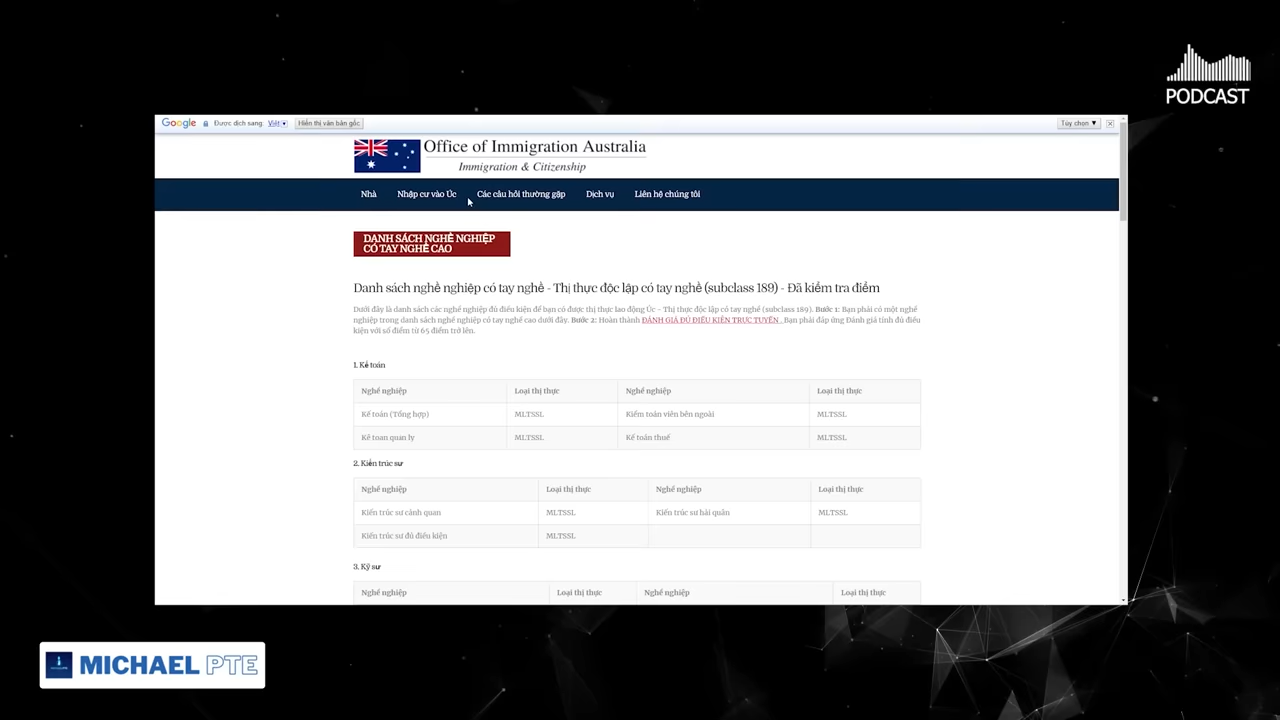 PODCAST
Google Được dịch sang: Việt Hiển thị văn bản gốc Tùy chọn ▼
Office of Immigration Australia
Immigration & Citizenship
Nhà Nhập cư vào Úc Các câu hỏi thường gặp Dịch vụ Liên hệ chúng tôi
DANH SÁCH NGHỀ NGHIỆP
CÓ TAY NGHỀ CAO
Danh sách nghề nghiệp có tay nghề - Thị thực độc lập có tay nghề (subclass 189) - Đã kiểm tra điểm
Dưới đây là danh sách các nghề nghiệp đủ điều kiện để bạn có được thị thực lao động Úc - Thị thực độc lập có tay nghề (subclass 189). Bước 1: Bạn phải có một nghề
nghiệp trong danh sách nghề nghiệp có tay nghề cao dưới đây. Bước 2: Hoàn thành ĐÁNH GIÁ ĐỦ ĐIỀU KIỆN TRỰC TUYẾN . Bạn phải đáp ứng Đánh giá tính đủ điều
kiện với số điểm từ 65 điểm trở lên.
1. Kế toán
Nghề nghiệp Loại thị thực Nghề nghiệp Loại thị thực
Kế toán (Tổng hợp) MLTSSL Kiểm toán viên bên ngoài MLTSSL
Kê toan quan ly MLTSSL Kế toán thuế MLTSSL
2. Kiến trúc sư
Nghề nghiệp Loại thị thực Nghề nghiệp Loại thị thực
Kiến trúc sư cảnh quan MLTSSL Kiến trúc sư hải quân MLTSSL
Kiến trúc sư đủ điều kiện MLTSSL
3. Kỹ sư
Nghề nghiệp Loại thị thực Nghề nghiệp Loại thị thực
MICHAEL PTE